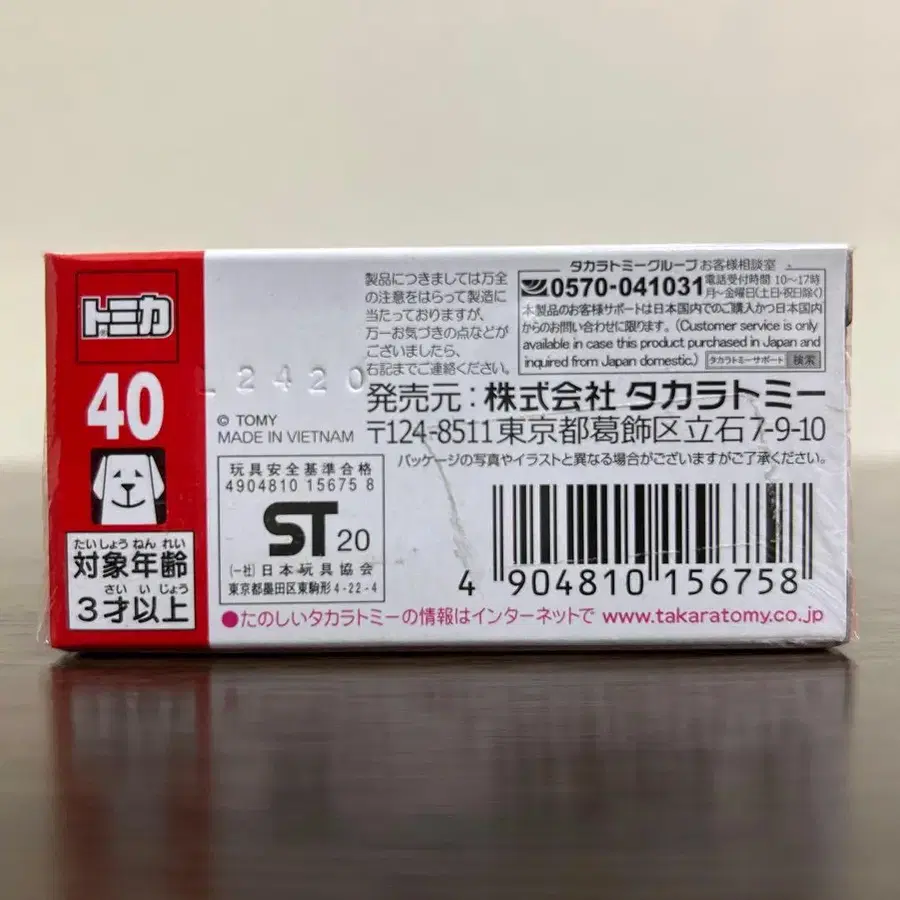 トミカ
40
たいしょう ねん れい
対象年齢
さい い じょう
3才以上
L2420
© TOMY
MADE IN VIETNAM
玩具安全基準合格
4904810 15675 8
ST 20
(一社)日本玩具協会
東京都墨田区東駒形4-22-4
製品につきましては万全
の注意をはらって製造に
当たっておりますが、
万一お気づきの点などが
ございましたら、
右記までご連絡ください。
タカラトミーグループ お客様相談室
0570-041031 電話受付時間 10〜17時
月〜金曜日(土・日・祝日除く)
本製品のお客様サポートは日本国内でのご購入かつ日本国内
からのお問い合わせに限ります。(Customer service is only
available in case this product purchased in Japan and
inquired from Japan domestic.) タカラトミーサポート 検索
発売元:株式会社 タカラトミー
〒124-8511 東京都葛飾区立石7-9-10
パッケージの写真やイラストと異なる場合がございますがご了承ください。
4 904810 156758
●たのしいタカラトミーの情報はインターネットで www.takaratomy.co.jp